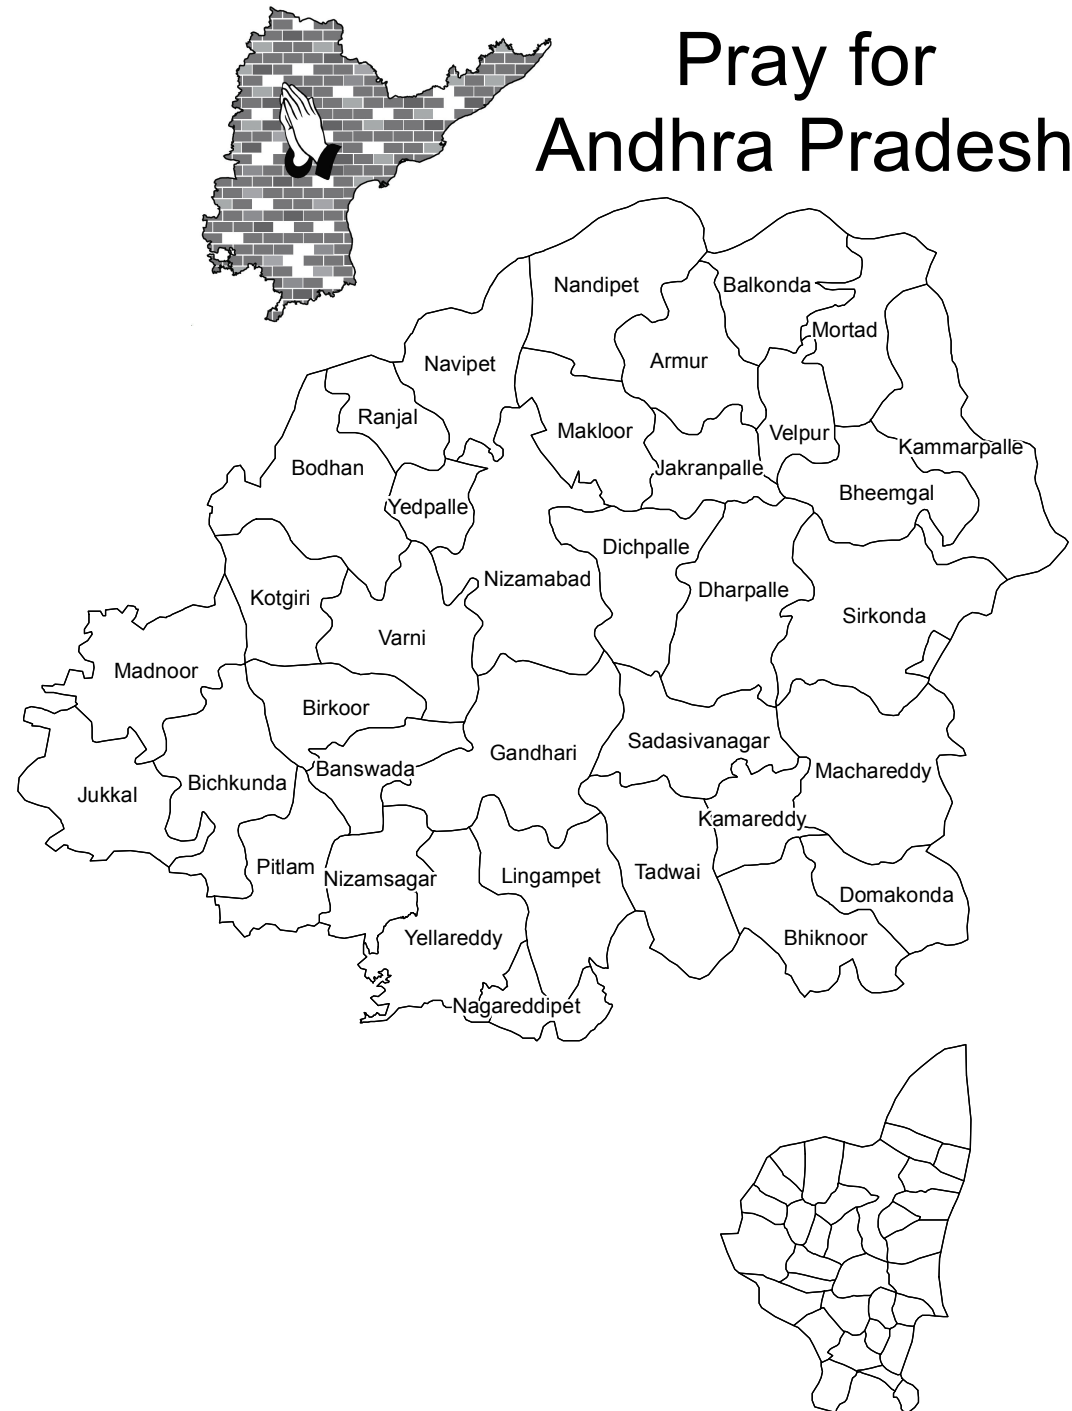 Pray for
Andhra Pradesh
Nandipet
Balkonda
Mortad
Navipet
Armur
Ranjal
Makloor
Velpur
Kammarpalle
Bodhan
Jakranpalle
Bheemgal
Yedpalle
Dichpalle
Nizamabad
Dharpalle
Kotgiri
Sirkonda
Varni
Madnoor
Birkoor
Sadasivanagar
Gandhari
Banswada
Machareddy
Bichkunda
Jukkal
Kamareddy
Pitlam
Nizamsagar
Lingampet
Tadwai
Domakonda
Yellareddy
Bhiknoor
Nagareddipet